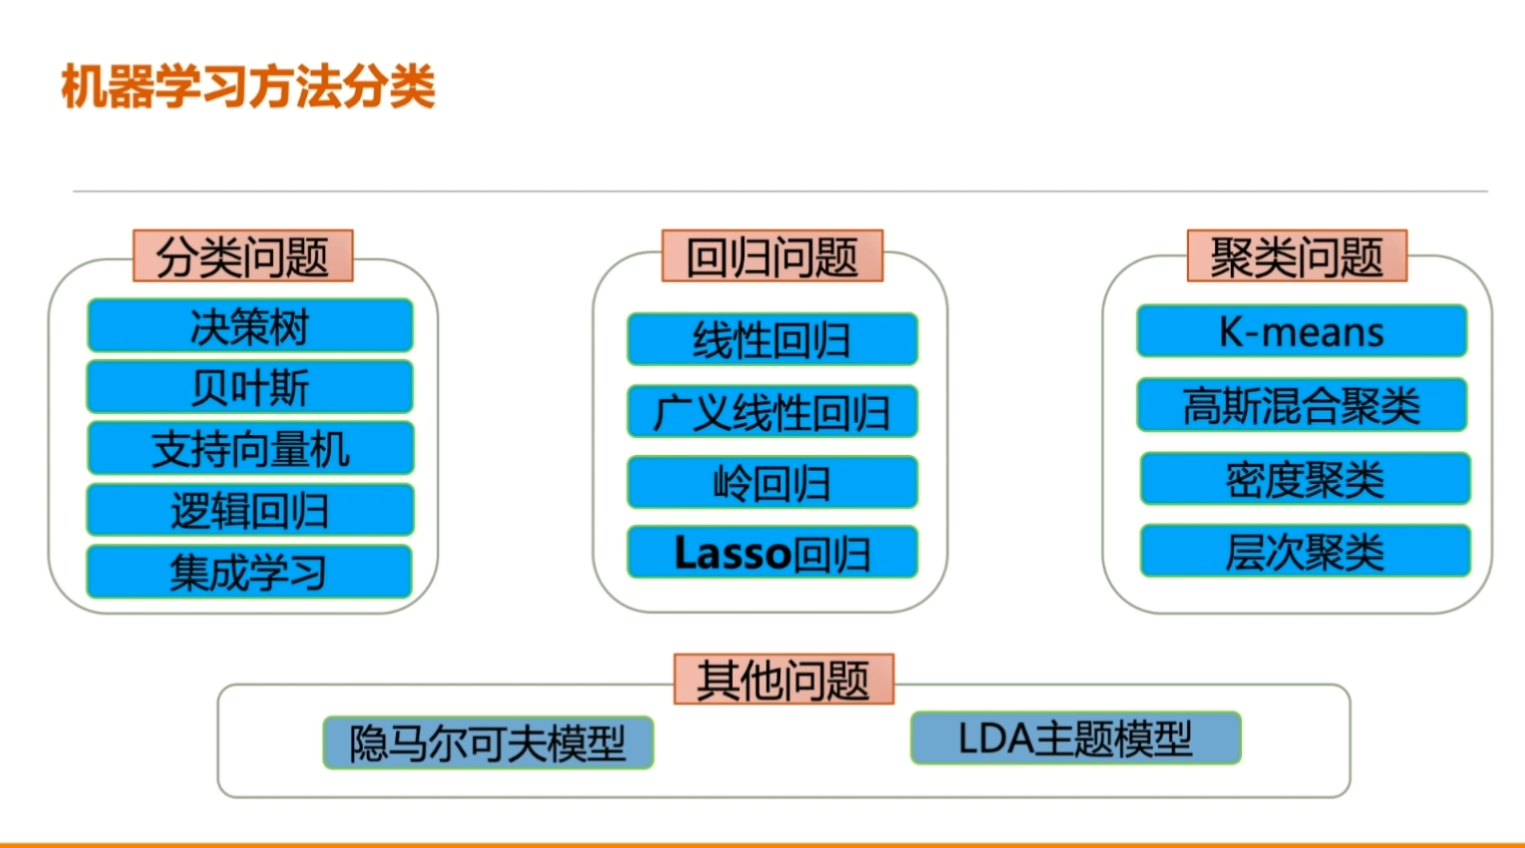 机器学习方法分类
分类问题
决策树
贝叶斯
支持向量机
逻辑回归
集成学习
回归问题
线性回归
广义线性回归
岭回归
Lasso回归
聚类问题
K-means
高斯混合聚类
密度聚类
层次聚类
其他问题
隐马尔可夫模型
LDA主题模型